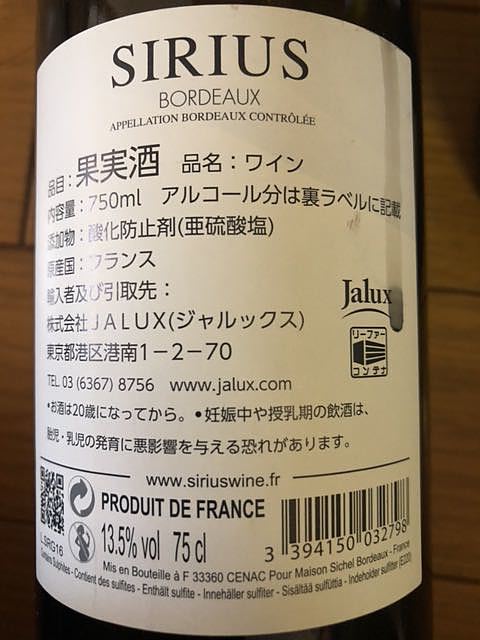 SIRIUS
BORDEAUX
APPELLATION BORDEAUX CONTRÔLÉE
品目：果実酒　品名：ワイン
内容量：750ml　アルコール分は裏ラベルに記載
添加物：酸化防止剤(亜硫酸塩)
原産国：フランス
輸入者及び引取先：
株式会社JALUX(ジャルックス)
東京都港区港南1－2－70
TEL 03 (6367) 8756　www.jalux.com
Jalux
リーファー
コンテナ
•お酒は20歳になってから。•妊娠中や授乳期の飲酒は、
胎児・乳児の発育に悪影響を与える恐れがあります。
www.siriuswine.fr
PRODUIT DE FRANCE
13.5% vol 75 cl
3 394150 032798
L.SIRG16
Mis en Bouteille à F 33360 CENAC Pour Maison Sichel Bordeaux - France
Contains Sulphites - Contient des sulfites - Enthält sulfite - Innehåller sulfiter - Sisältää sulfiittia - Indeholder sulfitter (E220)